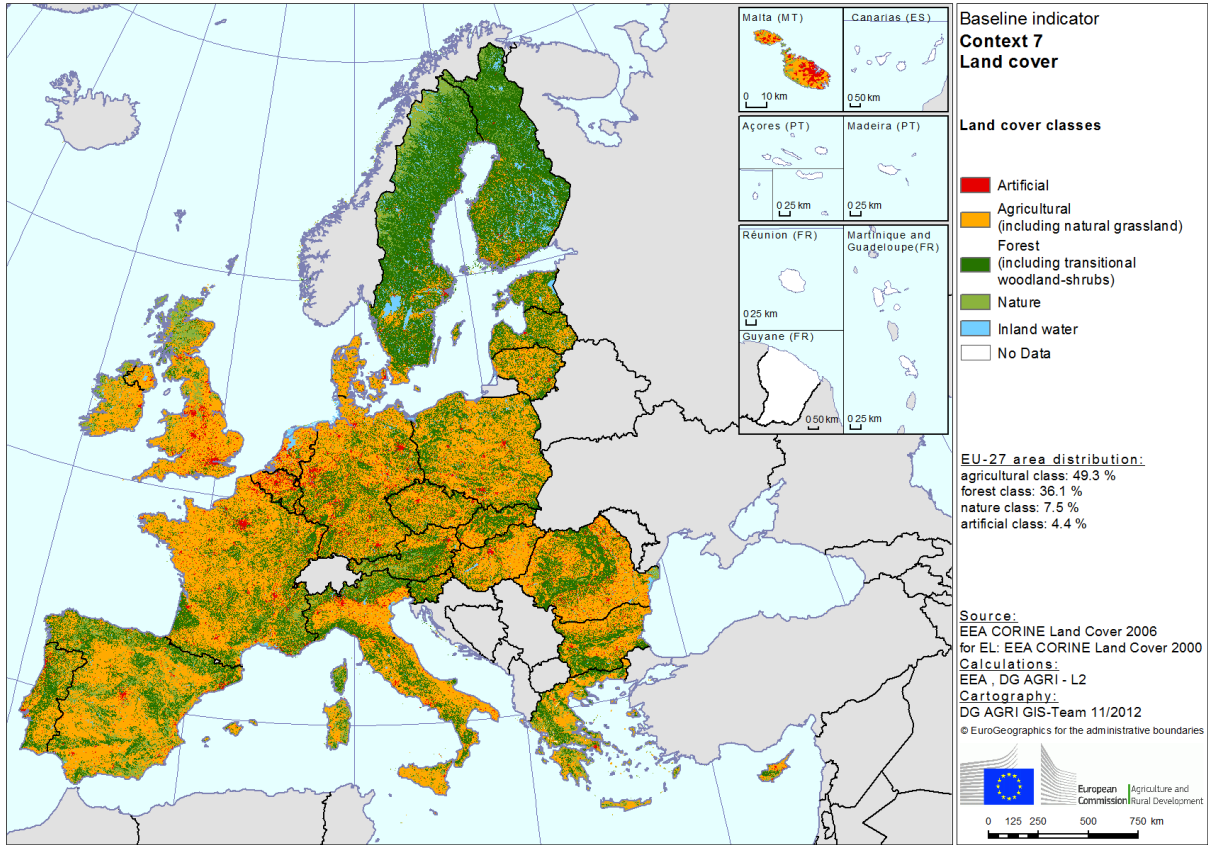 Malta (MT)
0 10 km
Canarias (ES)
0 50 km
Açores (PT)
0 25 km
Madeira (PT)
0 25 km
Réunion (FR)
0 25 km
Martinique and
Guadeloupe(FR)
0 25 km
Guyane (FR)
0 50 km
Baseline indicator
Context 7
Land cover
Land cover classes
Artificial
Agricultural
(including natural grassland)
Forest
(including transitional
woodland-shrubs)
Nature
Inland water
No Data
EU-27 area distribution:
agricultural class: 49.3 %
forest class: 36.1 %
nature class: 7.5 %
artificial class: 4.4 %
Source:
EEA CORINE Land Cover 2006
for EL: EEA CORINE Land Cover 2000
Calculations:
EEA , DG AGRI - L2
Cartography:
DG AGRI GIS-Team 11/2012
© EuroGeographics for the administrative boundaries
European
Commission
Agriculture and
Rural Development
0 125 250 500 750 km